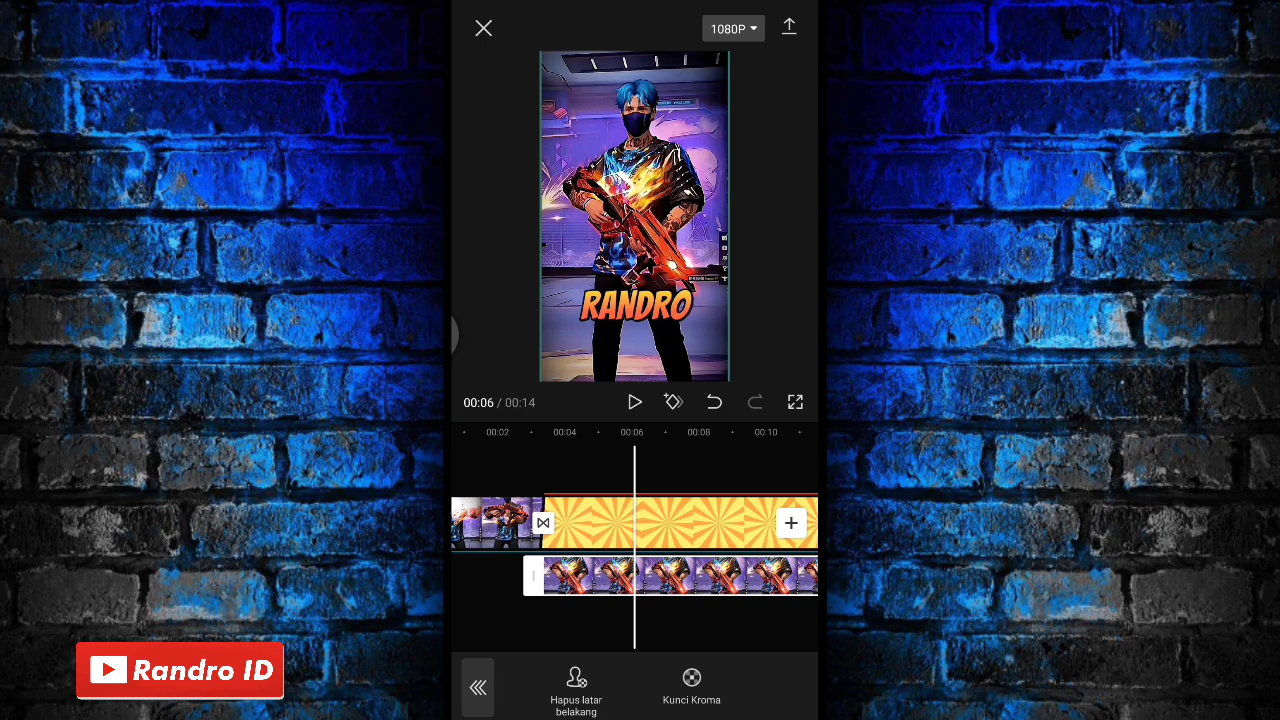 1080P
RANDRO
00:06 / 00:14
00:02 00:04 00:06 00:08 00:10
Hapus latar
belakang
Kunci Kroma
Randro ID